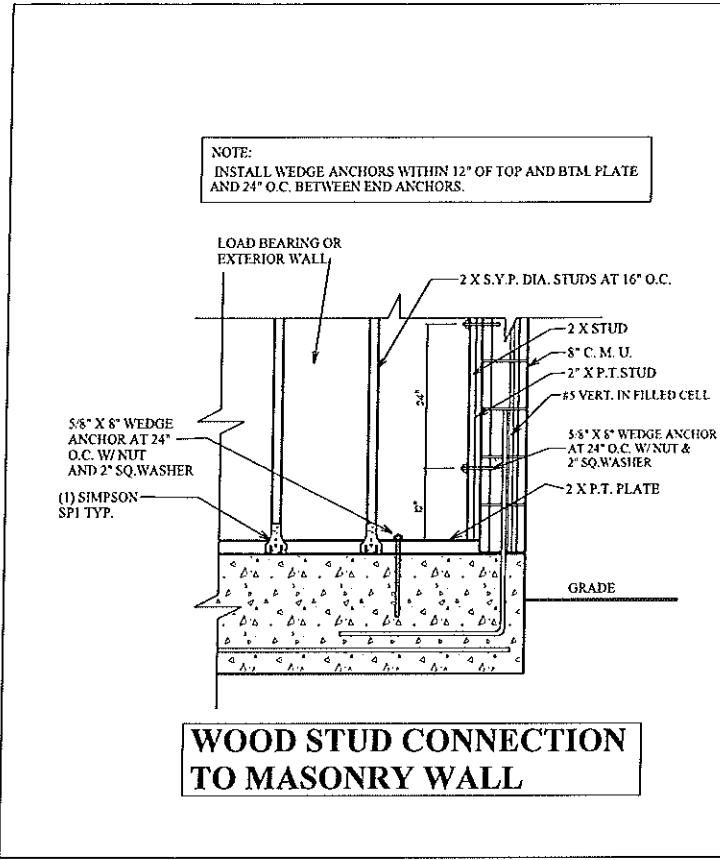 NOTE:
INSTALL WEDGE ANCHORS WITHIN 12" OF TOP AND BTM. PLATE
AND 24" O.C. BETWEEN END ANCHORS.
LOAD BEARING OR
EXTERIOR WALL
2 X S.Y.P. DIA. STUDS AT 16" O.C.
2 X STUD
8" C. M. U.
2" X P.T.STUD
#5 VERT. IN FILLED CELL
24"
5/8" X 8" WEDGE
ANCHOR AT 24"
O.C. W/ NUT
AND 2" SQ.WASHER
5/8" X 8" WEDGE ANCHOR
AT 24" O.C. W/NUT &
2" SQ.WASHER
(1) SIMPSON
SP1 TYP.
12"
2 X P.T. PLATE
GRADE
WOOD STUD CONNECTION
TO MASONRY WALL